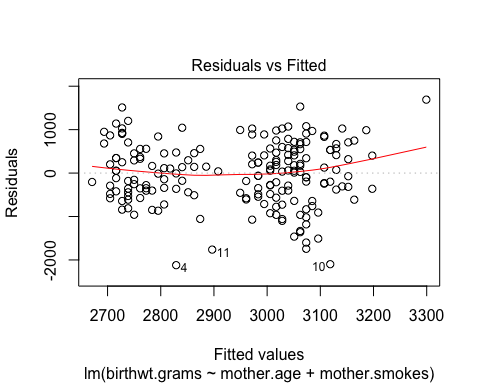 Residuals vs Fitted
Residuals
1000
0
-2000
4
11
10
2700 2800 2900 3000 3100 3200 3300
Fitted values
lm(birthwt.grams ~ mother.age + mother.smokes)